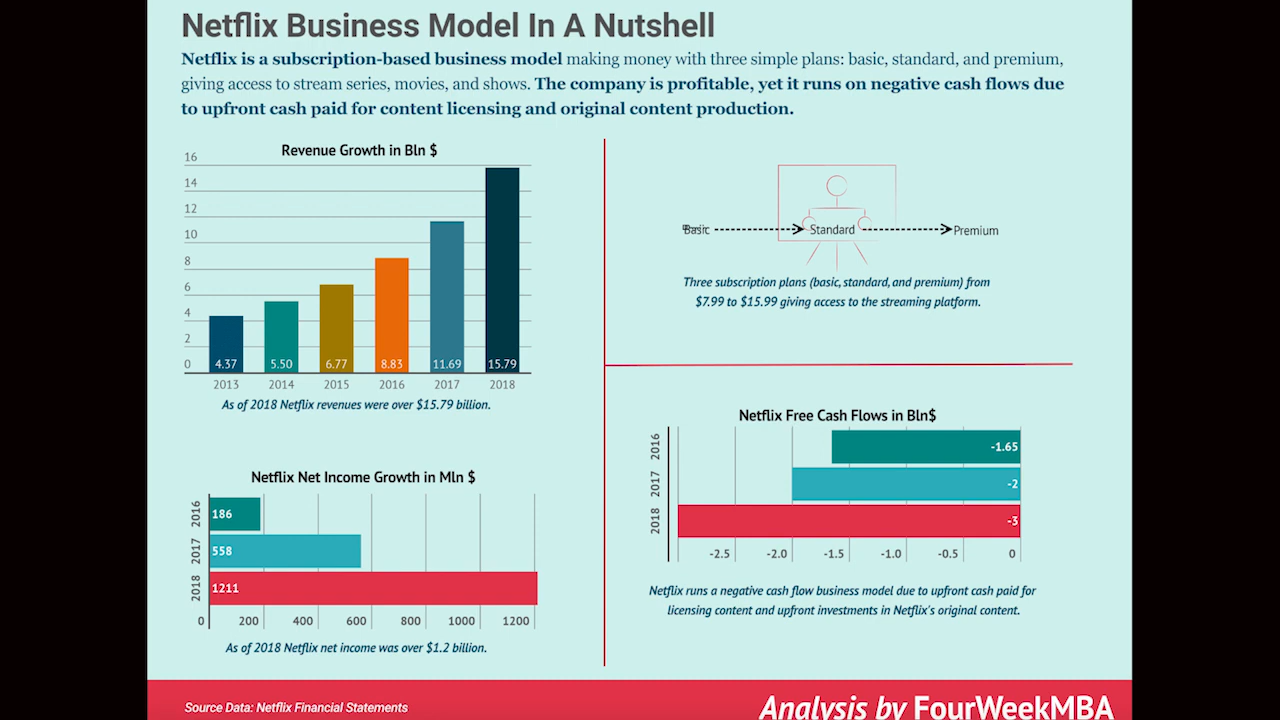 Netflix Business Model In A Nutshell
Netflix is a subscription-based business model making money with three simple plans: basic, standard, and premium,
giving access to stream series, movies, and shows. The company is profitable, yet it runs on negative cash flows due
to upfront cash paid for content licensing and original content production.
Revenue Growth in Bln $
16
14
12
10
8
6
4
2
0
4.37 5.50 6.77 8.83 11.69 15.79
2013 2014 2015 2016 2017 2018
As of 2018 Netflix revenues were over $15.79 billion.
Netflix Net Income Growth in Mln $
2016 186
2017 558
2018 1211
0 200 400 600 800 1000 1200
As of 2018 Netflix net income was over $1.2 billion.
Basic Standard Premium
Three subscription plans (basic, standard, and premium) from
$7.99 to $15.99 giving access to the streaming platform.
Netflix Free Cash Flows in Bln$
2016 -1.65
2017 -2
2018 -3
-2.5 -2.0 -1.5 -1.0 -0.5 0
Netflix runs a negative cash flow business model due to upfront cash paid for
licensing content and upfront investments in Netflix's original content.
Source Data: Netflix Financial Statements
Analysis by FourWeekMBA